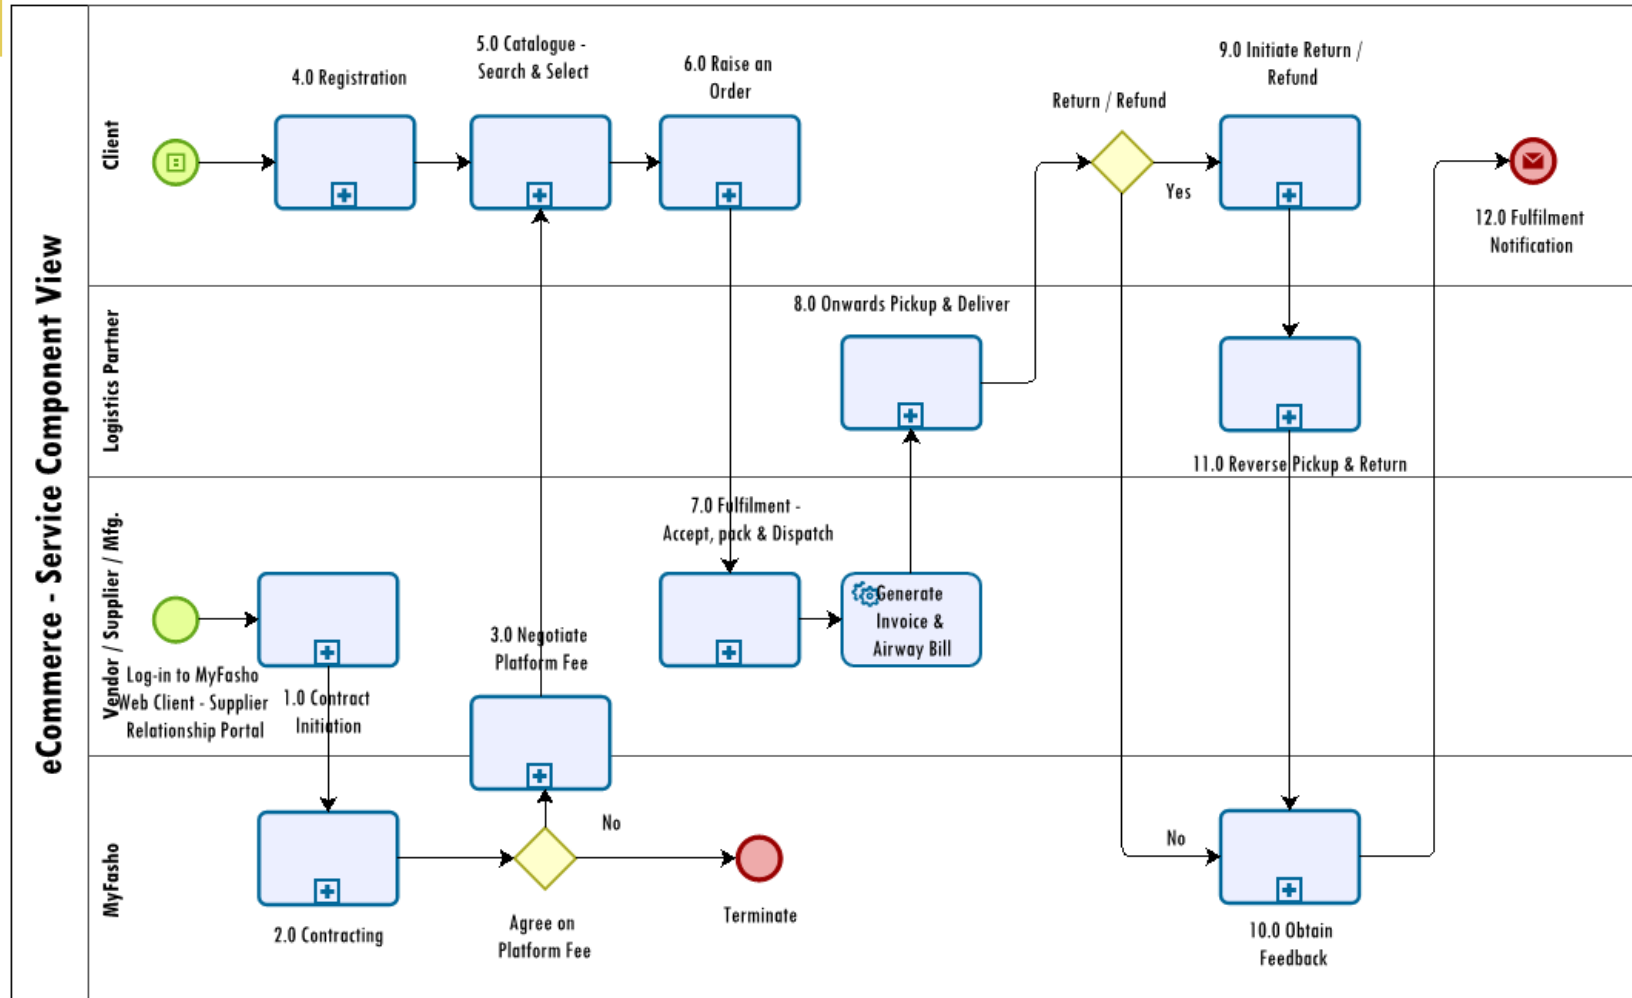 eCommerce - Service Component View
Client
4.0 Registration
5.0 Catalogue -
Search & Select
6.0 Raise an
Order
Return / Refund
Yes
9.0 Initiate Return /
Refund
12.0 Fulfilment
Notification
Logistics Partner
8.0 Onwards Pickup & Deliver
11.0 Reverse Pickup & Return
Vendor / Supplier / Mfg.
Log-in to MyFasho
Web Client - Supplier
Relationship Portal
1.0 Contract
Initiation
3.0 Negotiate
Platform Fee
7.0 Fulfilment -
Accept, pack & Dispatch
Generate
Invoice &
Airway Bill
MyFasho
2.0 Contracting
No
Agree on
Platform Fee
Terminate
No
10.0 Obtain
Feedback